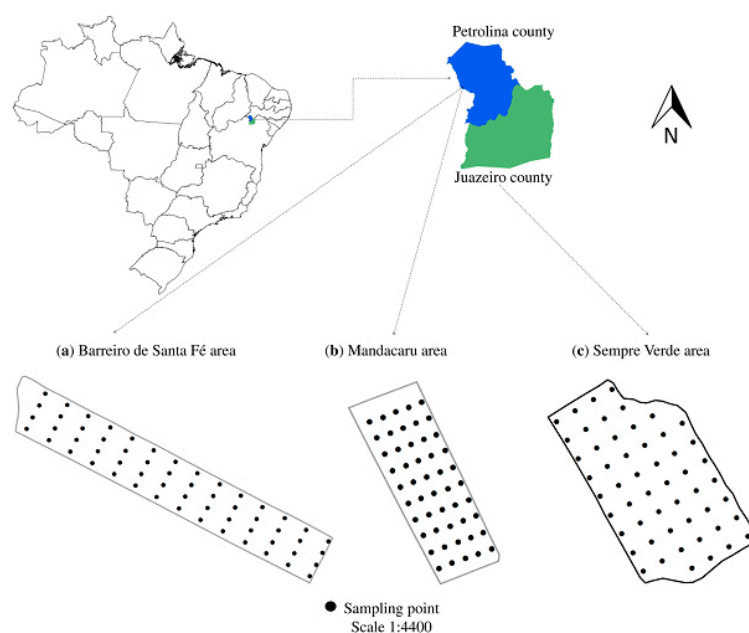 Petrolina county
N
Juazeiro county
(a) Barreiro de Santa Fé area
(b) Mandacaru area
(c) Sempre Verde area
Sampling point
Scale 1:4400